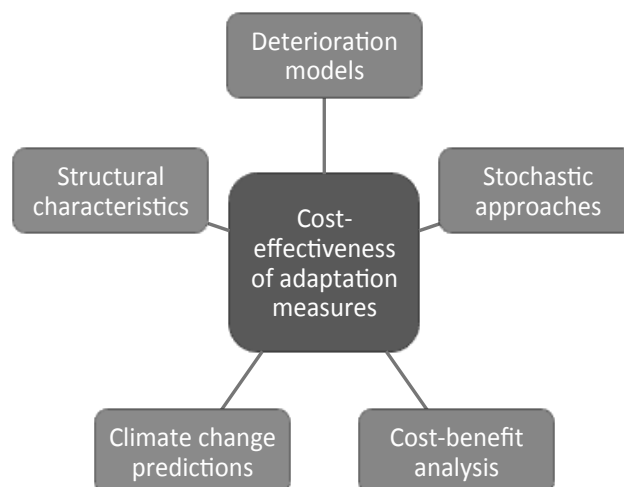 Deterioration
models
Structural
characteristics
Stochastic
approaches
Cost-
effectiveness
of adaptation
measures
Climate change
predictions
Cost-benefit
analysis